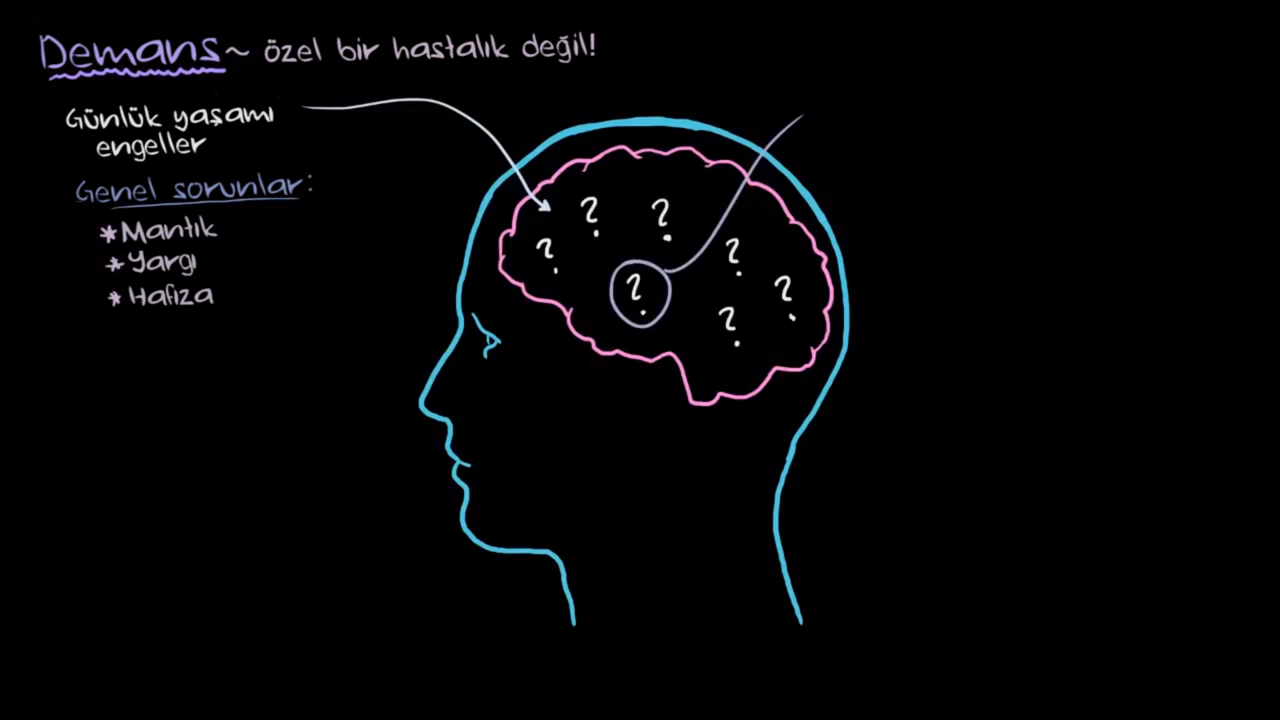 Demans ~ özel bir hastalık değil!
Günlük yaşamı
engeller
Genel sorunlar:
* Mantık
* Yargı
* Hafıza
? ? ? ? ? ? ? ?